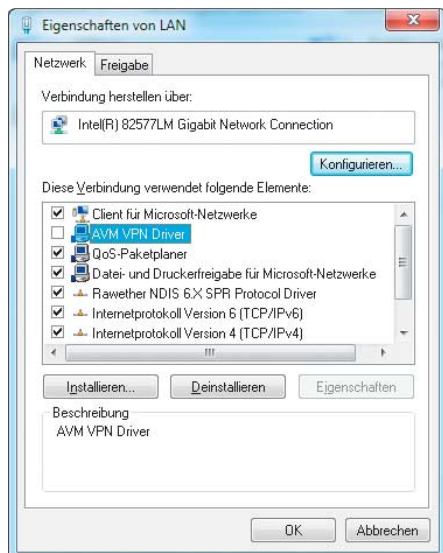 Eigenschaften von LAN
Netzwerk
Freigabe
Verbindung herstellen über:
Intel(R) 82577LM Gigabit Network Connection
Konfigurieren...
Diese Verbindung verwendet folgende Elemente:
Client für Microsoft-Netzwerke
AVM VPN Driver
QoS-Paketplaner
Datei- und Druckerfreigabe für Microsoft-Netzwerke
Rawether NDIS 6.X SPR Protocol Driver
Internetprotokoll Version 6 (TCP/IPv6)
Internetprotokoll Version 4 (TCP/IPv4)
Installieren...
Deinstallieren
Eigenschaften
Beschreibung
AVM VPN Driver
OK
Abbrechen